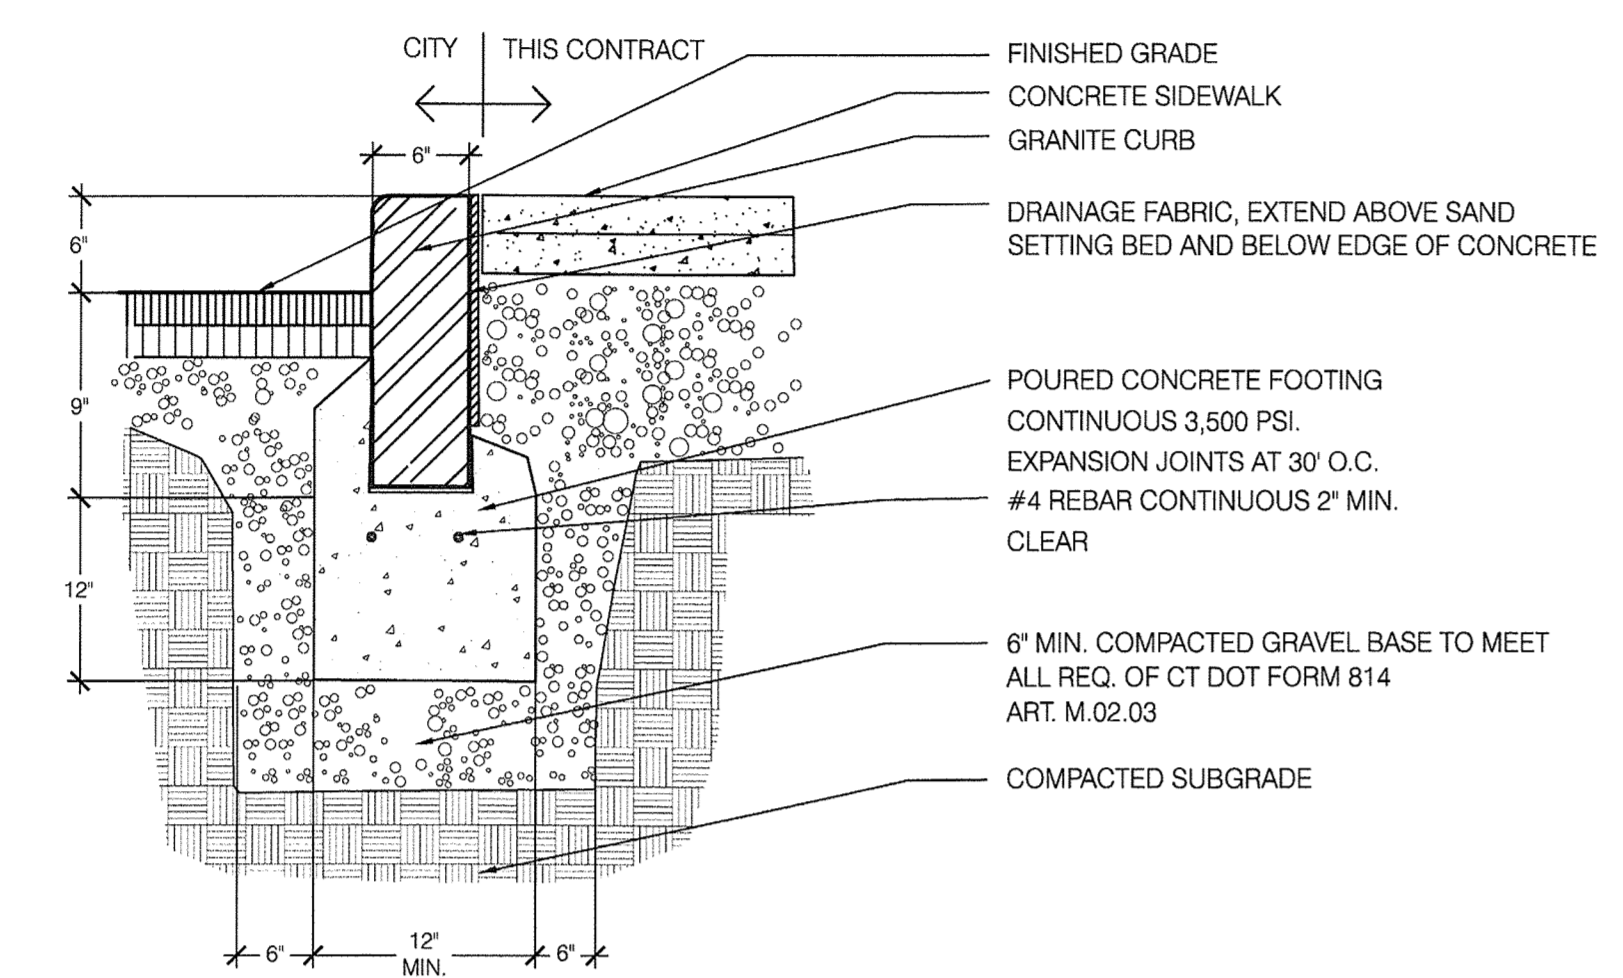 CITY THIS CONTRACT
FINISHED GRADE
CONCRETE SIDEWALK
GRANITE CURB
6"
DRAINAGE FABRIC, EXTEND ABOVE SAND
SETTING BED AND BELOW EDGE OF CONCRETE
6"
9"
POURED CONCRETE FOOTING
CONTINUOUS 3,500 PSI.
EXPANSION JOINTS AT 30' O.C.
#4 REBAR CONTINUOUS 2" MIN.
CLEAR
12"
6" MIN. COMPACTED GRAVEL BASE TO MEET
ALL REQ. OF CT DOT FORM 814
ART. M.02.03
COMPACTED SUBGRADE
6" 12" 6"
MIN.